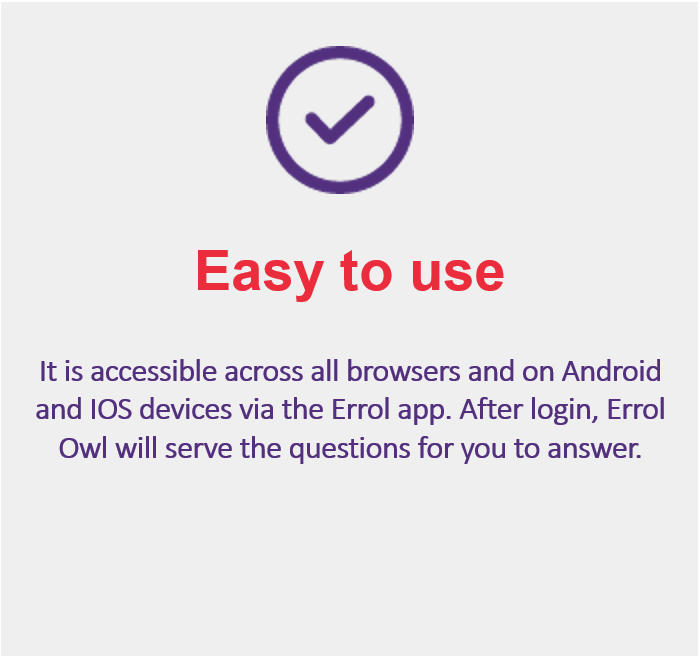 Easy to use
It is accessible across all browsers and on Android
and IOS devices via the Errol app. After login, Errol
Owl will serve the questions for you to answer.